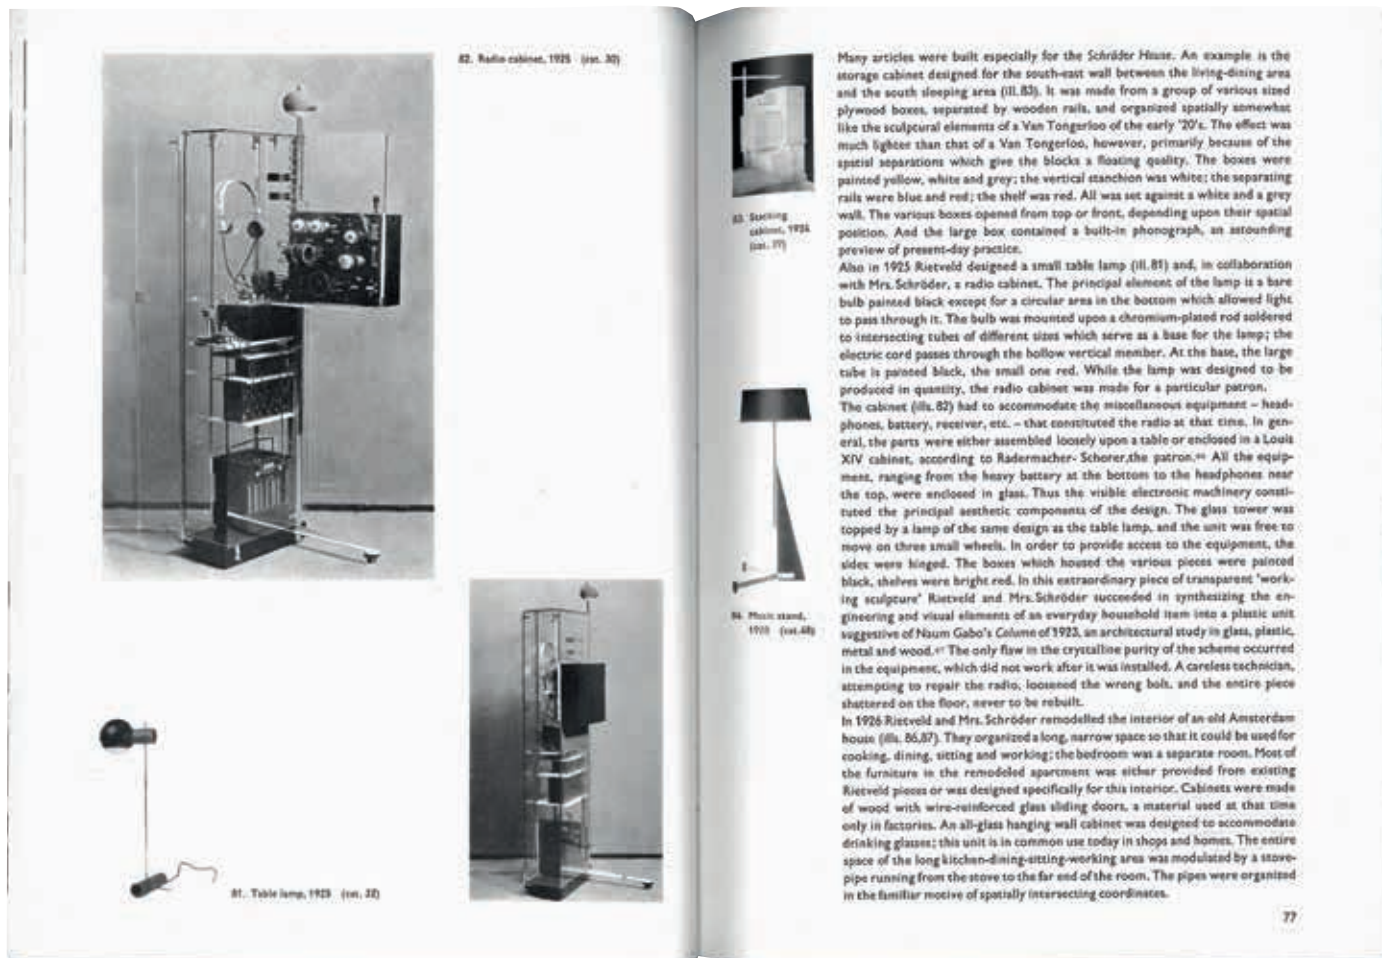 82. Radio cabinet, 1925 (cat. 30)
81. Table lamp, 1925 (cat. 32)
83. Stacking
cabinet, 1924
(cat. 77)
84. Music stand,
(cat. 48)
Many articles were built especially for the Schröder House. An example is the
storage cabinet designed for the south-east wall between the living-dining area
and the south sleeping area (ill. 83). It was made from a group of various sized
plywood boxes, separated by wooden rails, and organized spatially somewhat
like the sculptural elements of a Van Tongerloo of the early '20's. The effect was
much lighter than that of a Van Tongerloo, however, primarily because of the
spatial separations which give the blocks a floating quality. The boxes were
painted yellow, white and grey; the vertical stanchion was white; the separating
rails were blue and red; the shelf was red. All was set against a white and a grey
wall. The various boxes opened from top or front, depending upon their spatial
position. And the large box contained a built-in phonograph, an astounding
preview of present-day practice.
Also in 1925 Rietveld designed a small table lamp (ill. 81) and, in collaboration
with Mrs. Schröder, a radio cabinet. The principal element of the lamp is a bare
bulb painted black except for a circular area in the bottom which allowed light
to pass through it. The bulb was mounted upon a chromium-plated rod soldered
to intersecting tubes of different sizes which serve as a base for the lamp; the
electric cord passes through the hollow vertical member. At the base, the large
tube is painted black, the small one red. While the lamp was designed to be
produced in quantity, the radio cabinet was made for a particular patron.
The cabinet (ills. 82) had to accommodate the miscellaneous equipment – head-
phones, battery, receiver, etc. – that constituted the radio at that time. In gen-
eral, the parts were either assembled loosely upon a table or enclosed in a Louis
XIV cabinet, according to Radermacher- Schorer,the patron. All the equip-
ment, ranging from the heavy battery at the bottom to the headphones near
the top, were enclosed in glass. Thus the visible electronic machinery consti-
tuted the principal aesthetic components of the design. The glass tower was
topped by a lamp of the same design as the table lamp, and the unit was free to
move on three small wheels. In order to provide access to the equipment, the
sides were hinged. The boxes which housed the various pieces were painted
black, shelves were bright red. In this extraordinary piece of transparent 'work-
ing sculpture' Rietveld and Mrs. Schröder succeeded in synthesizing the en-
gineering and visual elements of an everyday household item into a plastic unit
suggestive of Naum Gabo's Column of 1923, an architectural study in glass, plastic,
metal and wood. The only flaw in the crystalline purity of the scheme occurred
in the equipment, which did not work after it was installed. A careless technician,
attempting to repair the radio, loosened the wrong bolt, and the entire piece
shattered on the floor, never to be rebuilt.
In 1926 Rietveld and Mrs. Schröder remodelled the interior of an old Amsterdam
house (ills. 86,87). They organized a long, narrow space so that it could be used for
cooking, dining, sitting and working; the bedroom was a separate room. Most of
the furniture in the remodeled apartment was either provided from existing
Rietveld pieces or was designed specifically for this interior. Cabinets were made
of wood with wire-reinforced glass sliding doors, a material used at that time
only in factories. An all-glass hanging wall cabinet was designed to accommodate
drinking glasses; this unit is in common use today in shops and homes. The entire
space of the long kitchen-dining-sitting-working area was modulated by a stove-
pipe running from the stove to the far end of the room. The pipes were organized
in the familiar motive of spatially intersecting coordinates.
77